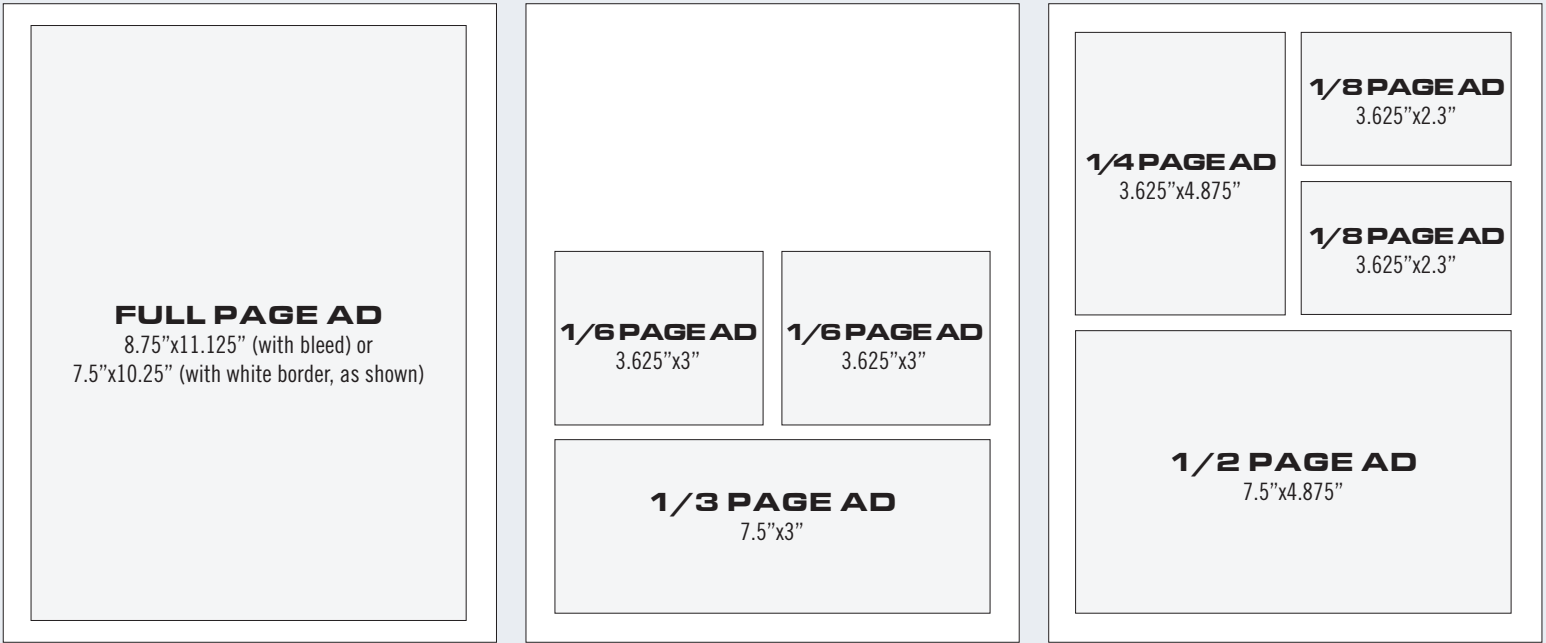 FULL PAGE AD
8.75”x11.125” (with bleed) or
7.5”x10.25” (with white border, as shown)
1/6 PAGE AD
3.625”x3”
1/6 PAGE AD
3.625”x3”
1/3 PAGE AD
7.5”x3”
1/4 PAGE AD
3.625”x4.875”
1/8 PAGE AD
3.625”x2.3”
1/8 PAGE AD
3.625”x2.3”
1/2 PAGE AD
7.5”x4.875”